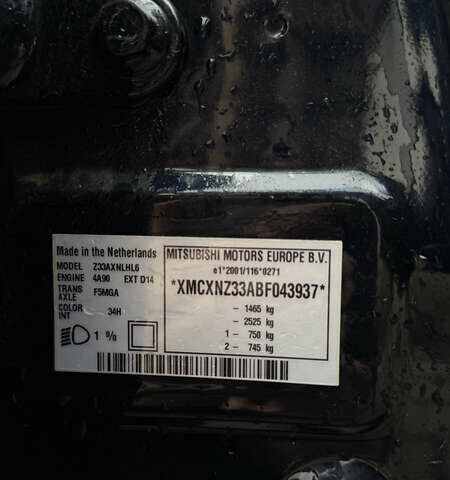 Made in the Netherlands
MODEL Z33AXNLHL6
ENGINE 4A90 EXT D14
TRANS AXLE F5MGA
COLOR INT 34H
1 %
MITSUBISHI MOTORS EUROPE B.V.
e1*2001/116*0271
*XMCXNZ33ABF043937*
- 1465 kg
- 2525 kg
1 - 750 kg
2 - 745 kg